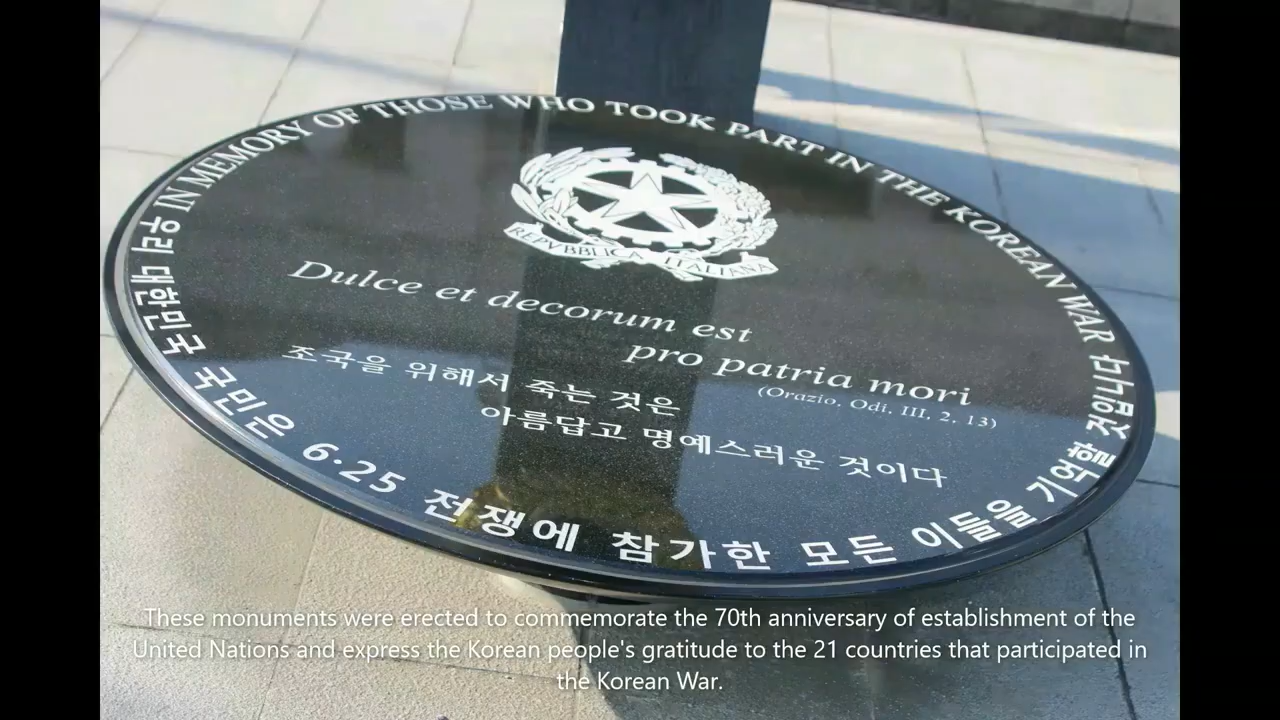 IN MEMORY OF THOSE WHO TOOK PART IN THE KOREAN WAR
REPVBBLICA ITALIANA
Dulce et decorum est
pro patria mori
(Orazio, Odi, III, 2, 13)
조국을 위해서 죽는 것은
아름답고 명예스러운 것이다
우리 대한민국 국민은 6·25 전쟁에 참가한 모든 이들을 기억할 것입니다
These monuments were erected to commemorate the 70th anniversary of establishment of the
United Nations and express the Korean people's gratitude to the 21 countries that participated in
the Korean War.